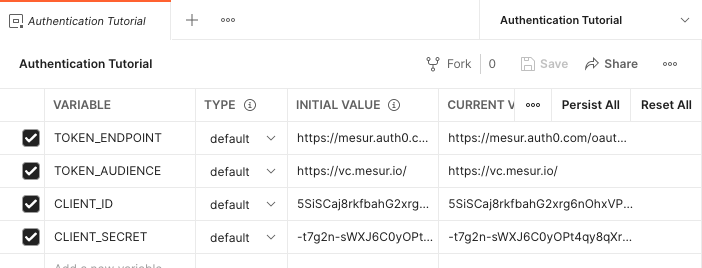 Authentication Tutorial
Authentication Tutorial
Authentication Tutorial
Fork 0 Save Share
VARIABLE TYPE INITIAL VALUE CURRENT V Persist All Reset All
TOKEN_ENDPOINT default https://mesur.auth0.c... https://mesur.auth0.com/oaut...
TOKEN_AUDIENCE default https://vc.mesur.io/ https://vc.mesur.io/
CLIENT_ID default 5SiSCaj8rkfbahG2xrg... 5SiSCaj8rkfbahG2xrg6nOhxVP...
CLIENT_SECRET default -t7g2n-sWXJ6C0yOPt... -t7g2n-sWXJ6C0yOPt4qy8qXr...
Add a new variable